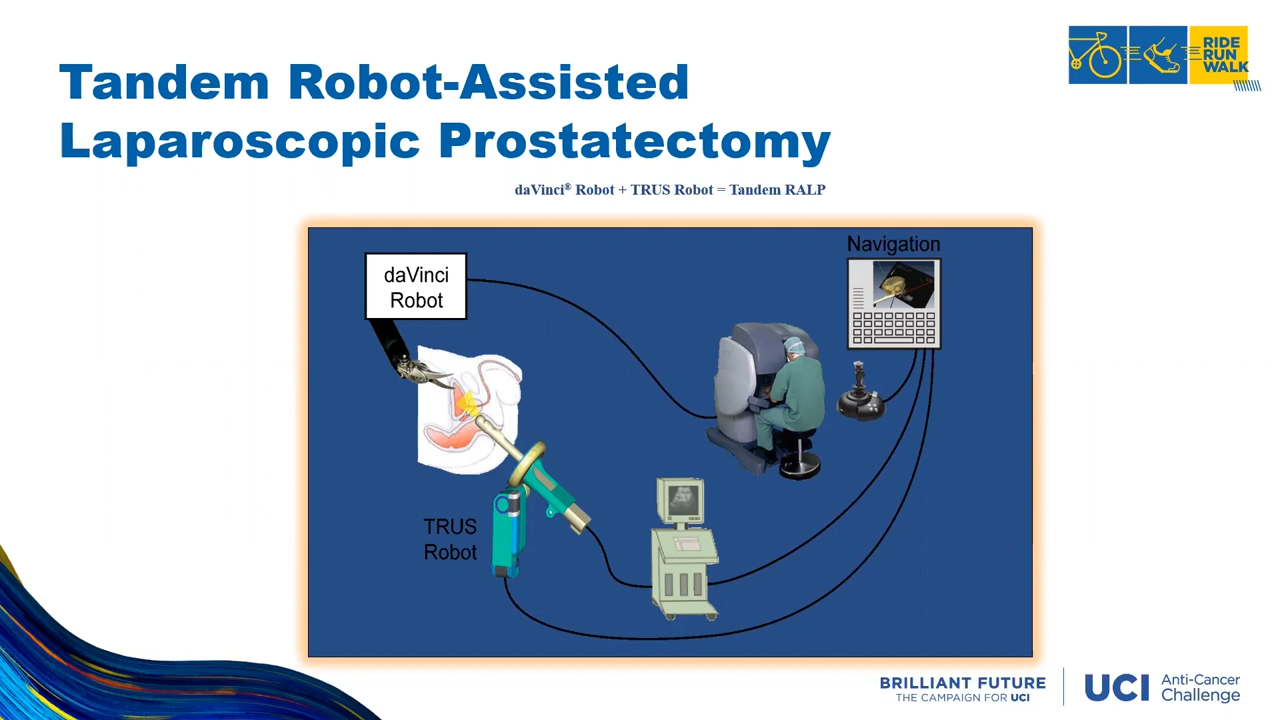 Tandem Robot-Assisted
Laparoscopic Prostatectomy
RIDE
RUN
WALK
daVinci® Robot + TRUS Robot = Tandem RALP
Navigation
daVinci
Robot
TRUS
Robot
BRILLIANT FUTURE
THE CAMPAIGN FOR UCI
UCI
Anti-Cancer
Challenge